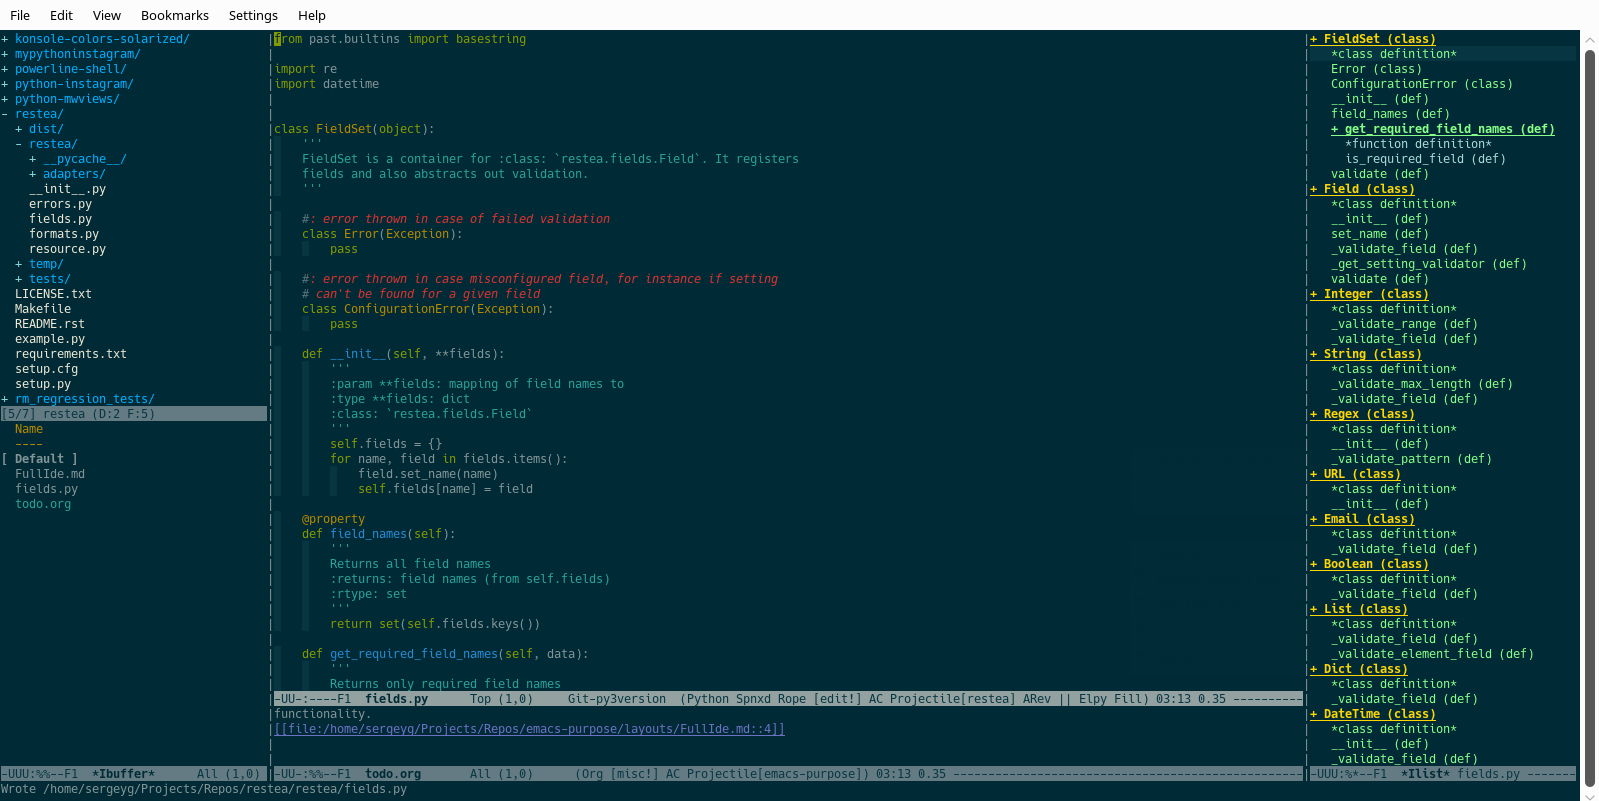 File Edit View Bookmarks Settings Help
+ konsole-colors-solarized/
+ mypythoninstagram/
+ powerline-shell/
+ python-instagram/
+ python-mwviews/
- restea/
+ dist/
- restea/
+ __pycache__/
+ adapters/
__init__.py
errors.py
fields.py
formats.py
resource.py
+ temp/
+ tests/
LICENSE.txt
Makefile
README.rst
example.py
requirements.txt
setup.cfg
setup.py
+ rm_regression_tests/
[5/7] restea (D:2 F:5)
Name
----
[ Default ]
FullIde.md
fields.py
todo.org
-UUU:%%--F1 *Ibuffer* All (1,0)
from past.builtins import basestring
import re
import datetime
class FieldSet(object):
'''
FieldSet is a container for :class: `restea.fields.Field`. It registers
fields and also abstracts out validation.
'''
#: error thrown in case of failed validation
class Error(Exception):
pass
#: error thrown in case misconfigured field, for instance if setting
# can't be found for a given field
class ConfigurationError(Exception):
pass
def __init__(self, **fields):
'''
:param **fields: mapping of field names to
:type **fields: dict
:class: `restea.fields.Field`
'''
self.fields = {}
for name, field in fields.items():
field.set_name(name)
self.fields[name] = field
@property
def field_names(self):
'''
Returns all field names
:returns: field names (from self.fields)
:rtype: set
'''
return set(self.fields.keys())
def get_required_field_names(self, data):
'''
Returns only required field names
-UU-:----F1 fields.py Top (1,0) Git-py3version (Python Spnxd Rope [edit!] AC Projectile[restea] ARev || Elpy Fill) 03:13 0.35 ----------
functionality.
[[file:/home/sergeyg/Projects/Repos/emacs-purpose/layouts/FullIde.md::4]]
-UU-:%%--F1 todo.org All (1,0) (Org [misc!] AC Projectile[emacs-purpose]) 03:13 0.35 --------------------------------------------------
+ FieldSet (class)
*class definition*
Error (class)
ConfigurationError (class)
__init__ (def)
field_names (def)
+ get_required_field_names (def)
*function definition*
is_required_field (def)
validate (def)
+ Field (class)
*class definition*
__init__ (def)
set_name (def)
_validate_field (def)
_get_setting_validator (def)
validate (def)
+ Integer (class)
*class definition*
_validate_range (def)
_validate_field (def)
+ String (class)
*class definition*
_validate_max_length (def)
_validate_field (def)
+ Regex (class)
*class definition*
__init__ (def)
_validate_pattern (def)
+ URL (class)
*class definition*
__init__ (def)
+ Email (class)
*class definition*
_validate_field (def)
+ Boolean (class)
*class definition*
_validate_field (def)
+ List (class)
*class definition*
_validate_field (def)
_validate_element_field (def)
+ Dict (class)
*class definition*
_validate_field (def)
+ DateTime (class)
*class definition*
__init__ (def)
_validate_field (def)
-UUU:%*--F1 *Ilist* fields.py -------
Wrote /home/sergeyg/Projects/Repos/restea/restea/fields.py